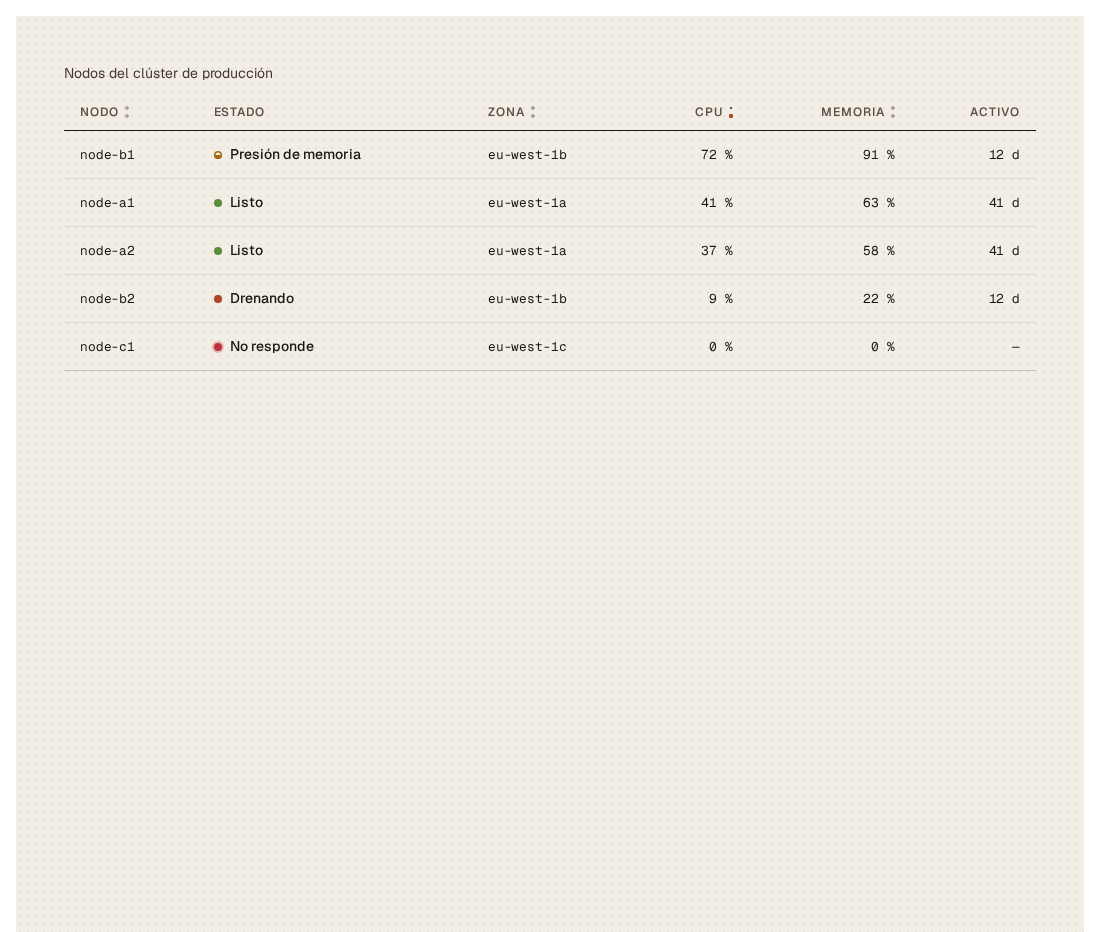 Nodos del clúster de producción
NODO ESTADO ZONA CPU MEMORIA ACTIVO
node-b1 Presión de memoria eu-west-1b 72 % 91 % 12 d
node-a1 Listo eu-west-1a 41 % 63 % 41 d
node-a2 Listo eu-west-1a 37 % 58 % 41 d
node-b2 Drenando eu-west-1b 9 % 22 % 12 d
node-c1 No responde eu-west-1c 0 % 0 % —